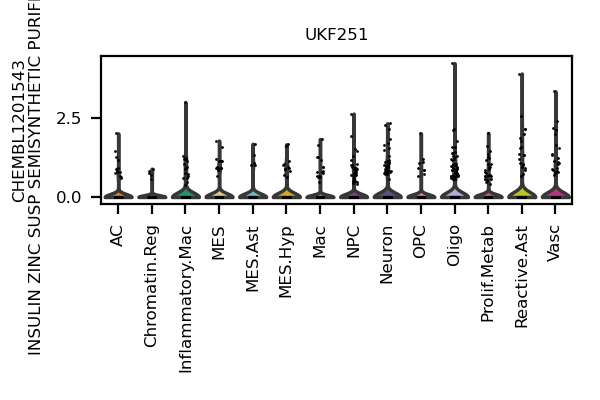 UKF251
CHEMBL1201543
INSULIN ZINC SUSP SEMISYNTHETIC
2.5
0.0
AC
Chromatin.Reg
Inflammatory.Mac
MES
MES.Ast
MES.Hyp
Mac
NPC
Neuron
OPC
Oligo
Prolif.Metab
Reactive.Ast
Vasc